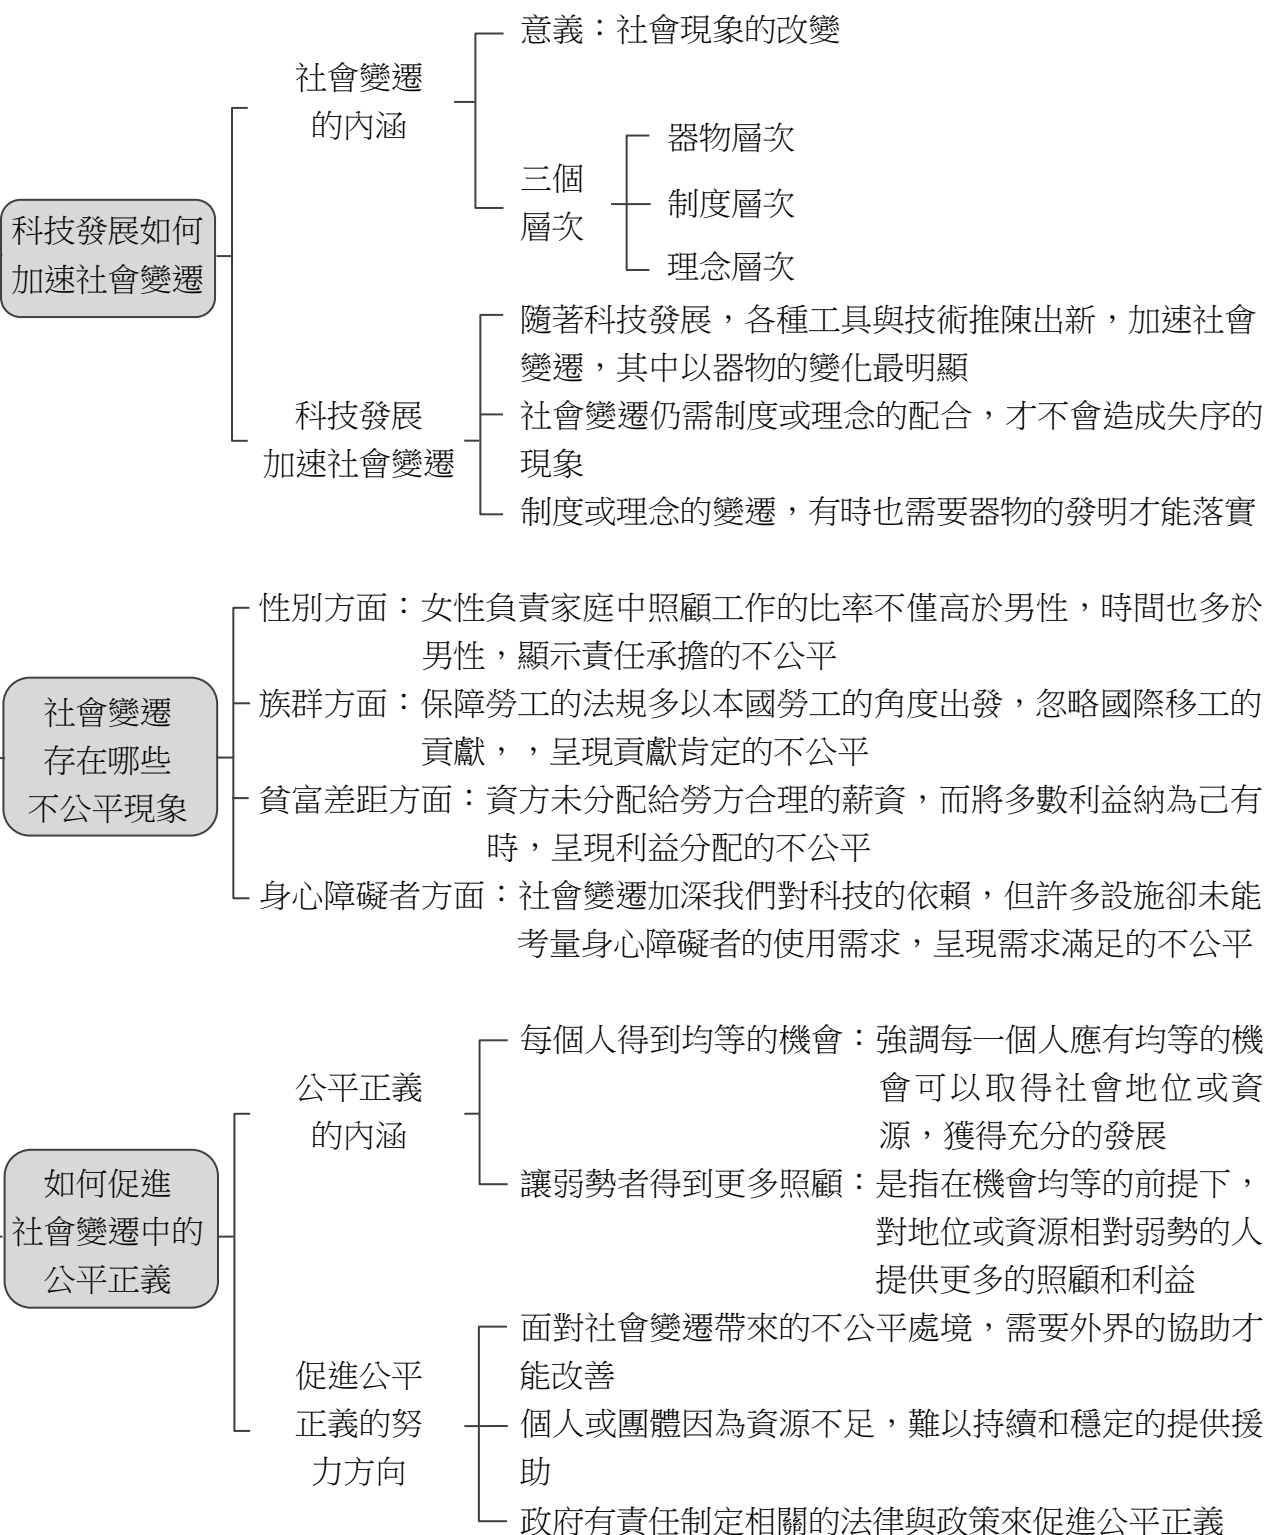 科技發展如何
加速社會變遷
社會變遷
的內涵
意義：社會現象的改變
三個
層次
器物層次
制度層次
理念層次
科技發展
加速社會變遷
隨著科技發展，各種工具與技術推陳出新，加速社會
變遷，其中以器物的變化最明顯
社會變遷仍需制度或理念的配合，才不會造成失序的
現象
制度或理念的變遷，有時也需要器物的發明才能落實
社會變遷
存在哪些
不公平現象
性別方面：女性負責家庭中照顧工作的比率不僅高於男性，時間也多於
男性，顯示責任承擔的不公平
族群方面：保障勞工的法規多以本國勞工的角度出發，忽略國際移工的
貢獻，，呈現貢獻肯定的不公平
貧富差距方面：資方未分配給勞方合理的薪資，而將多數利益納為己有
時，呈現利益分配的不公平
身心障礙者方面：社會變遷加深我們對科技的依賴，但許多設施卻未能
考量身心障礙者的使用需求，呈現需求滿足的不公平
如何促進
社會變遷中的
公平正義
公平正義
的內涵
每個人得到均等的機會：強調每一個人應有均等的機
會可以取得社會地位或資
源，獲得充分的發展
讓弱勢者得到更多照顧：是指在機會均等的前提下，
對地位或資源相對弱勢的人
提供更多的照顧和利益
促進公平
正義的努
力方向
面對社會變遷帶來的不公平處境，需要外界的協助才
能改善
個人或團體因為資源不足，難以持續和穩定的提供援
助
政府有責任制定相關的法律與政策來促進公平正義